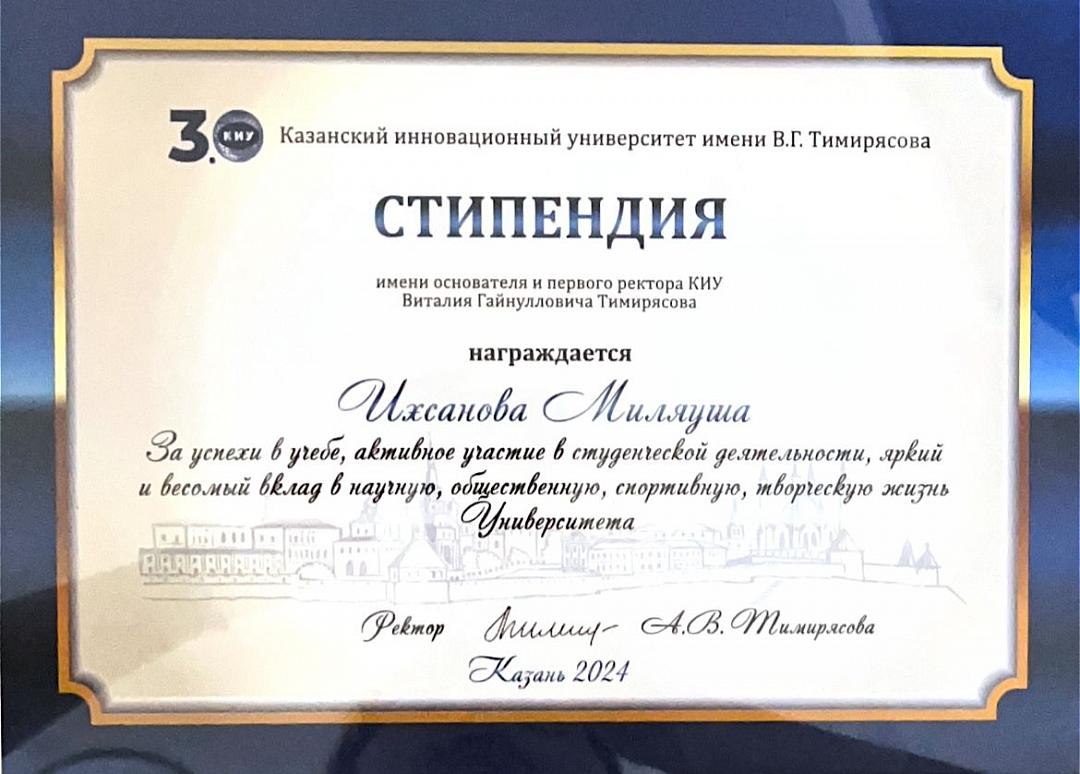 3.0 КИУ Казанский инновационный университет имени В.Г. Тимирясова
СТИПЕНДИЯ
имени основателя и первого ректора КИУ
Виталия Гайнулловича Тимирясова
награждается
Ихсанова Миляуша
За успехи в учебе, активное участие в студенческой деятельности, яркий
и весомый вклад в научную, общественную, спортивную, творческую жизнь
Университета
Ректор А.В. Тимирясова
Казань 2024